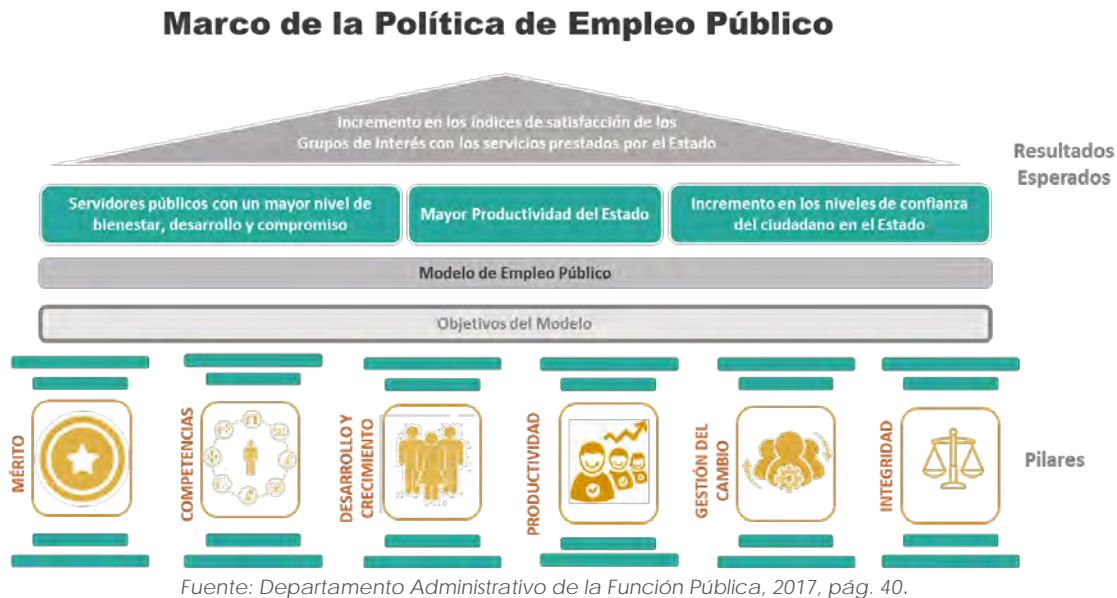 Marco de la Política de Empleo Público
Incremento en los índices de satisfacción de los
Grupos de Interés con los servicios prestados por el Estado
Resultados
Esperados
Servidores públicos con un mayor nivel de
bienestar, desarrollo y compromiso
Mayor Productividad del Estado
Incremento en los niveles de confianza
del ciudadano en el Estado
Modelo de Empleo Público
Objetivos del Modelo
MÉRITO
COMPETENCIAS
DESARROLLO Y
CRECIMIENTO
PRODUCTIVIDAD
GESTIÓN DEL
CAMBIO
INTEGRIDAD
Pilares
Fuente: Departamento Administrativo de la Función Pública, 2017, pág. 40.